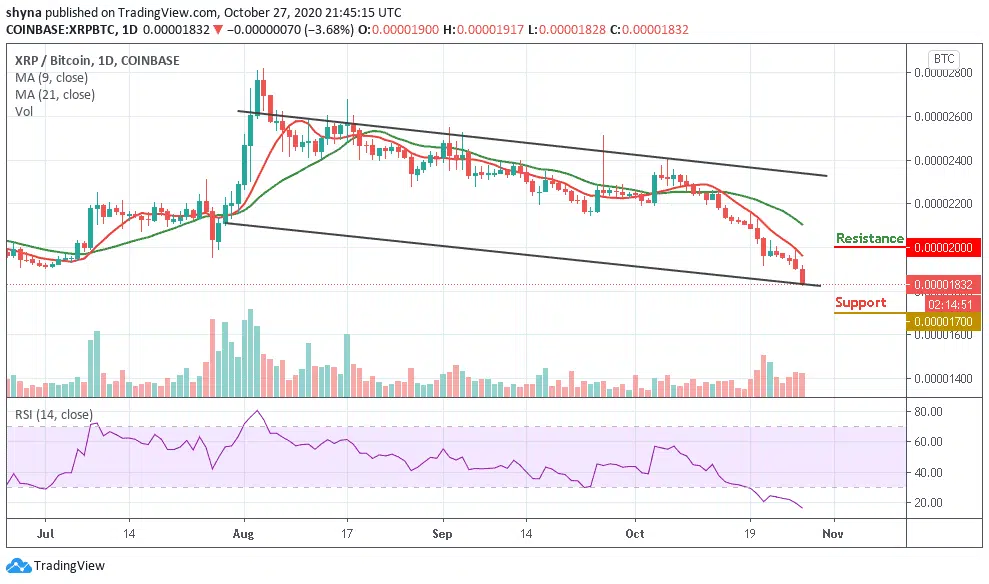 shyna published on TradingView.com, October 27, 2020 21:45:15 UTC
COINBASE:XRPBTC, 1D 0.00001832 ▼ −0.00000070 (−3.68%) O:0.00001900 H:0.00001917 L:0.00001828 C:0.00001832
XRP / Bitcoin, 1D, COINBASE
MA (9, close)
MA (21, close)
Vol
BTC
0.00002800
0.00002600
0.00002400
0.00002200
Resistance
0.00002000
0.00001832
02:14:51
Support
0.00001700
0.00001600
0.00001400
RSI (14, close)
80.00
60.00
40.00
20.00
Jul 14 Aug 17 Sep 14 Oct 19 Nov
TradingView